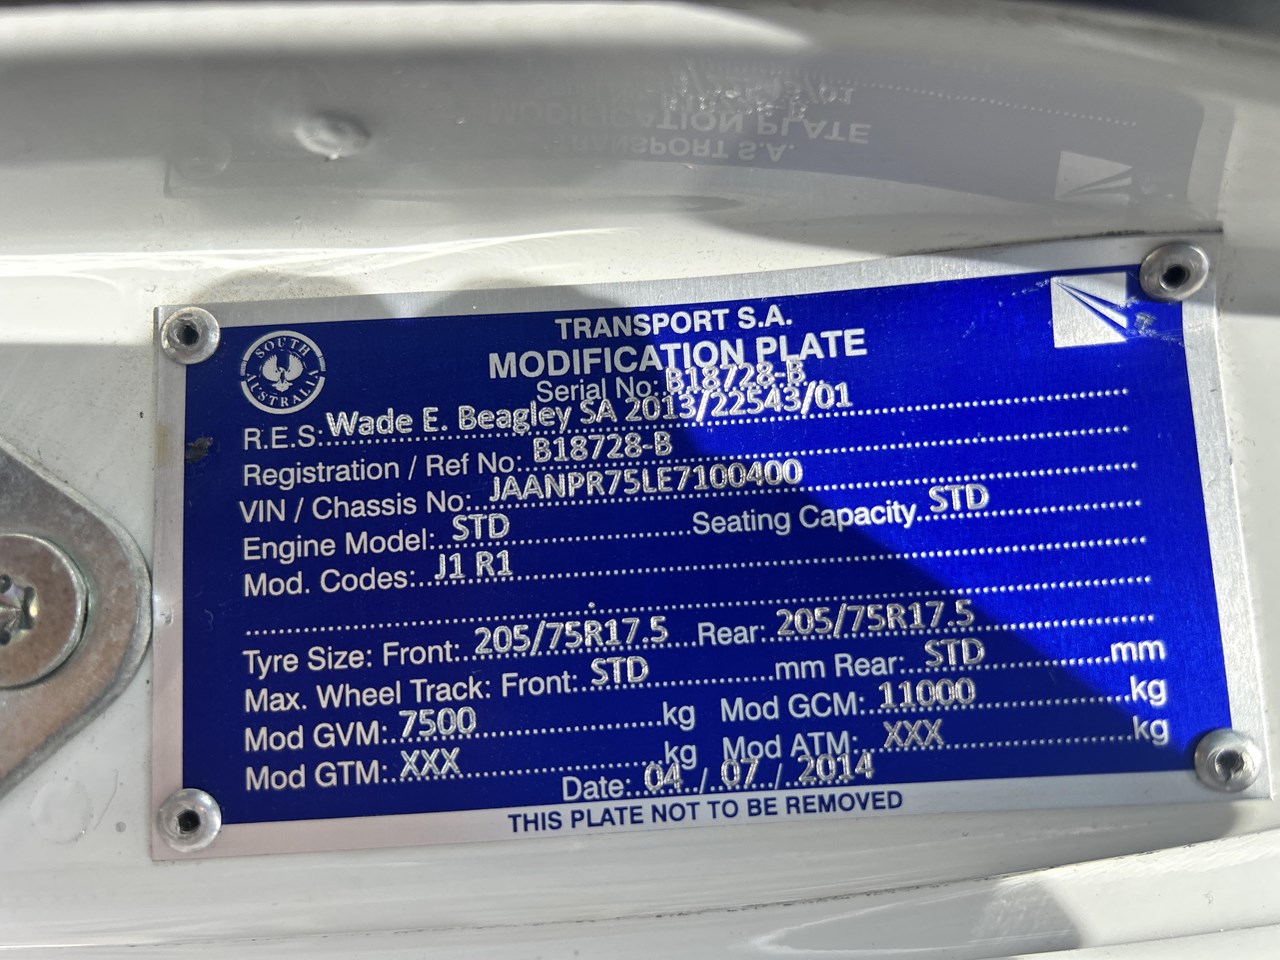 SOUTH AUSTRALIA
TRANSPORT S.A.
MODIFICATION PLATE
Serial No: B18728-B
R.E.S: Wade E. Beagley SA 2013/22543/01
Registration / Ref No: B18728-B
VIN / Chassis No: JAANPR75LE7100400
Engine Model: STD Seating Capacity STD
Mod. Codes: J1 R1
Tyre Size: Front: 205/75R17.5 Rear: 205/75R17.5
Max. Wheel Track: Front: STD mm Rear: STD mm
Mod GVM: 7500 kg Mod GCM: 11000 kg
Mod GTM: XXX kg Mod ATM: XXX kg
Date: 04 / 07 / 2014
THIS PLATE NOT TO BE REMOVED